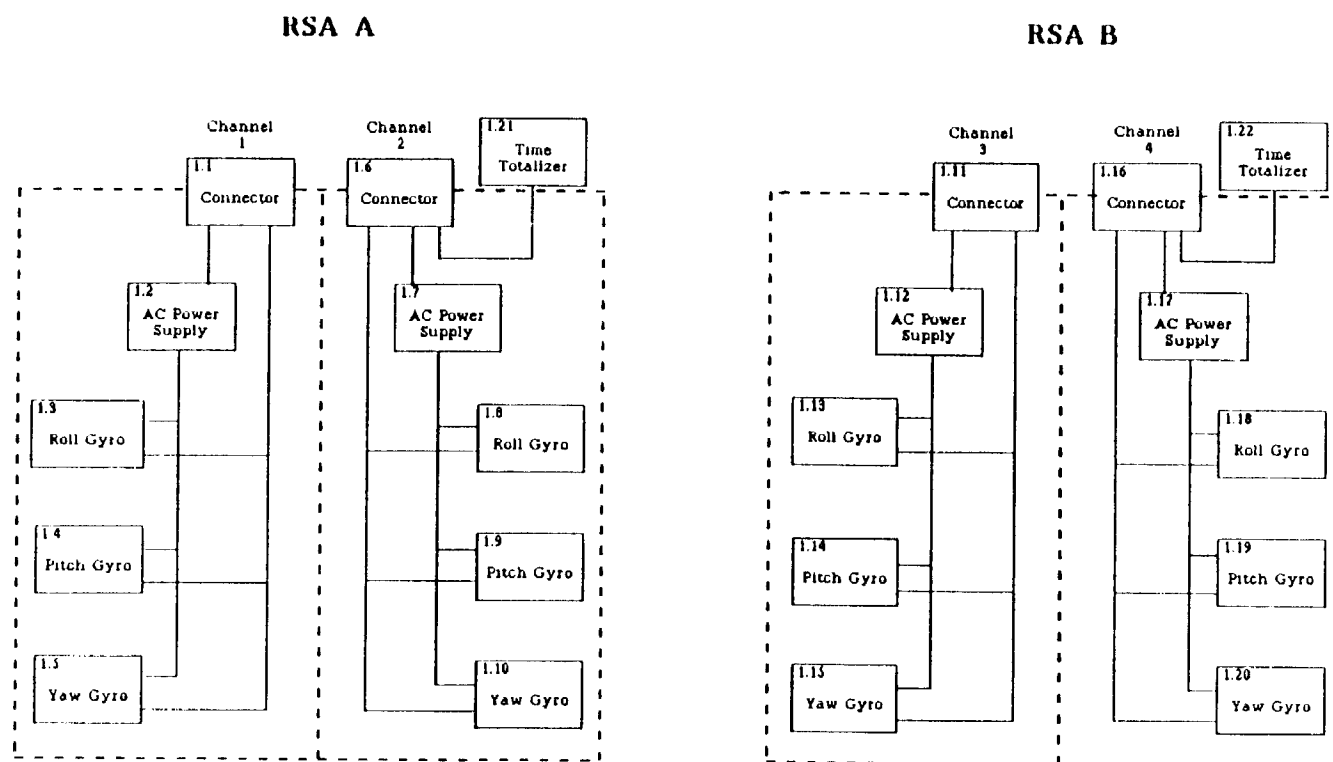 RSA A
Channel
1
1.1
Connector
Channel
2
1.6
Connector
1.21
Time
Totalizer
1.2
AC Power
Supply
1.7
AC Power
Supply
1.3
Roll Gyro
1.8
Roll Gyro
1.4
Pitch Gyro
1.9
Pitch Gyro
1.5
Yaw Gyro
1.10
Yaw Gyro
RSA B
Channel
3
1.11
Connector
Channel
4
1.16
Connector
1.22
Time
Totalizer
1.12
AC Power
Supply
1.17
AC Power
Supply
1.13
Roll Gyro
1.18
Roll Gyro
1.14
Pitch Gyro
1.19
Pitch Gyro
1.15
Yaw Gyro
1.20
Yaw Gyro